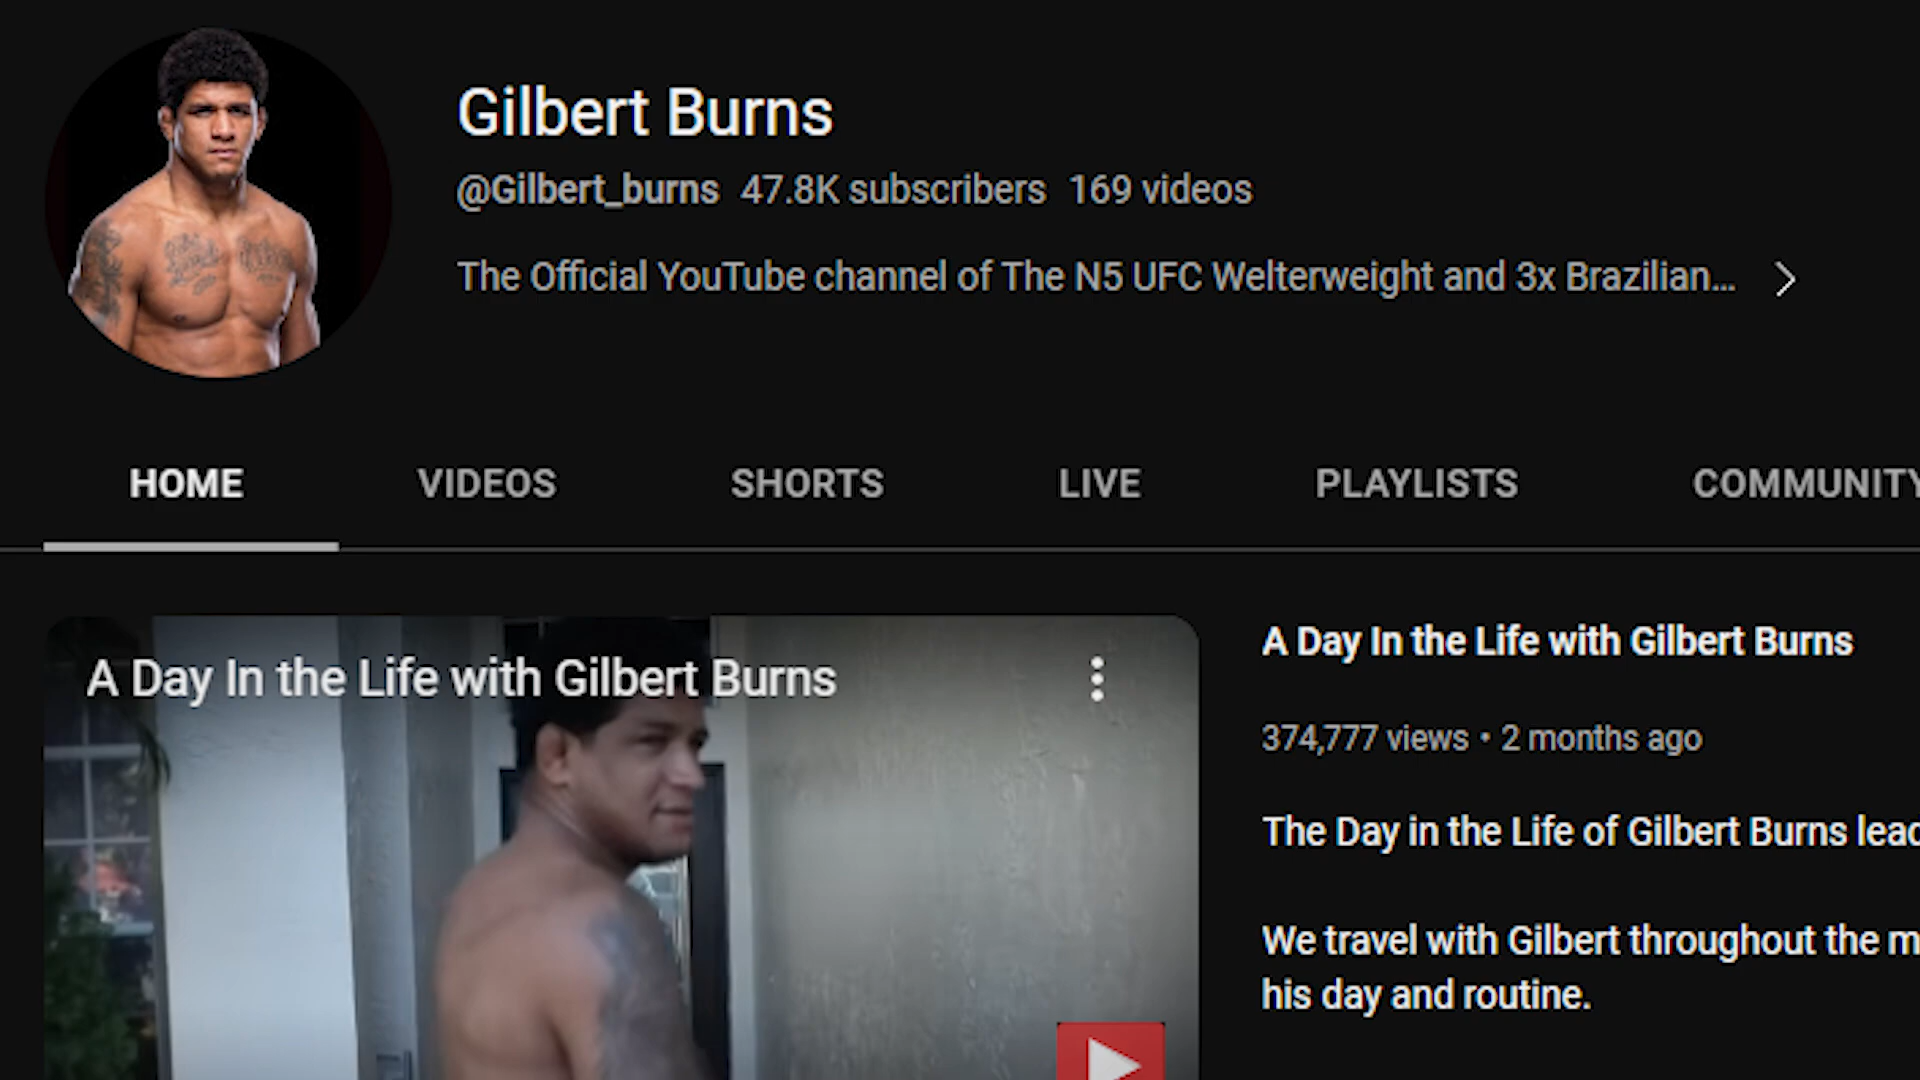 Gilbert Burns
@Gilbert_burns 47.8K subscribers 169 videos
The Official YouTube channel of The N5 UFC Welterweight and 3x Brazilian...
HOME VIDEOS SHORTS LIVE PLAYLISTS COMMUNITY
A Day In the Life with Gilbert Burns
A Day In the Life with Gilbert Burns
374,777 views • 2 months ago
The Day in the Life of Gilbert Burns
We travel with Gilbert throughout the
his day and routine.